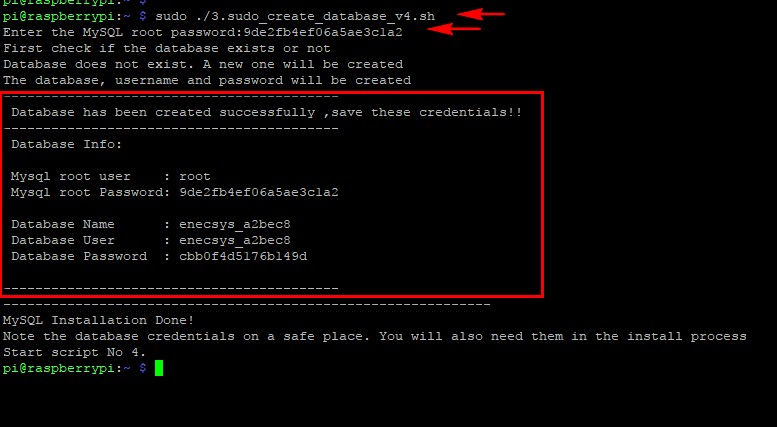 pi@raspberrypi:~ $
pi@raspberrypi:~ $ sudo ./3.sudo_create_database_v4.sh
Enter the MySQL root password:9de2fb4ef06a5ae3c1a2
First check if the database exists or not
Database does not exist. A new one will be created
The database, username and password will be created
-----------------------------------------
Database has been created successfully ,save these credentials!!
-----------------------------------------
Database Info:
Mysql root user    : root
Mysql root Password: 9de2fb4ef06a5ae3c1a2
Database Name      : enecsys_a2bec8
Database User      : enecsys_a2bec8
Database Password  : cbb0f4d5176b149d
-----------------------------------------
------------------------------------------------------------
MySQL Installation Done!
Note the database credentials on a safe place. You will also need them in the install process
Start script No 4.
pi@raspberrypi:~ $